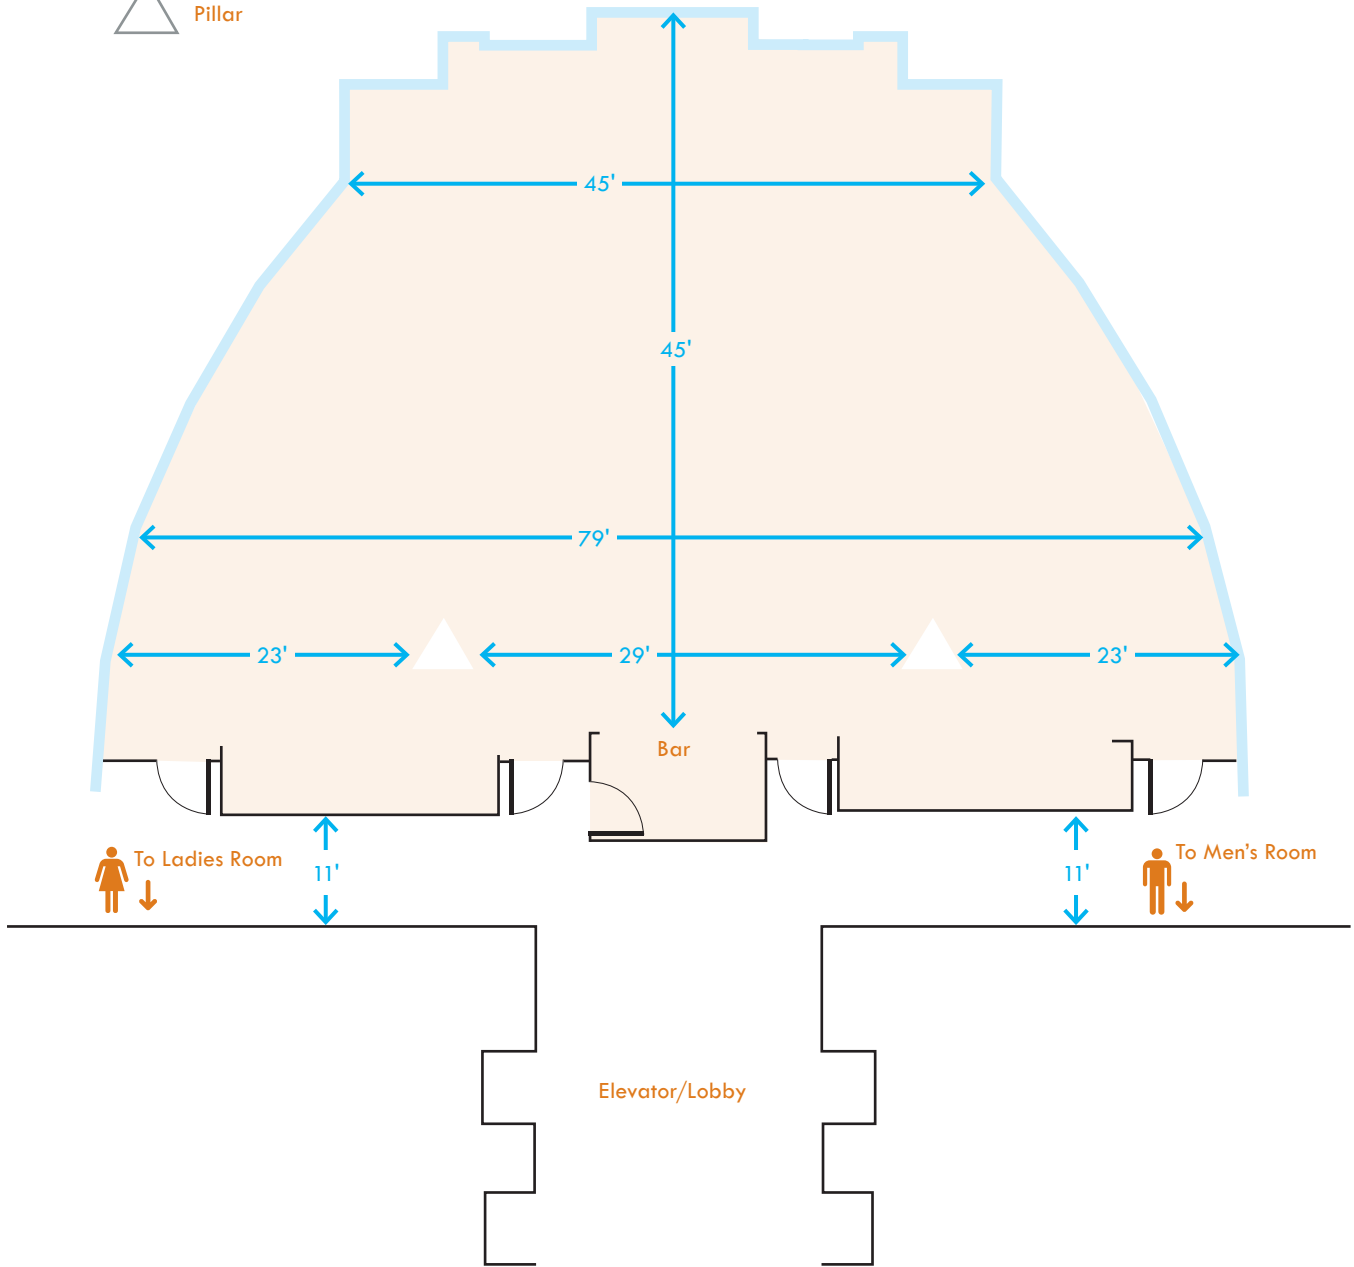 Pillar
45'
45'
79'
23'
29'
23'
Bar
To Ladies Room
11'
11'
To Men's Room
Elevator/Lobby